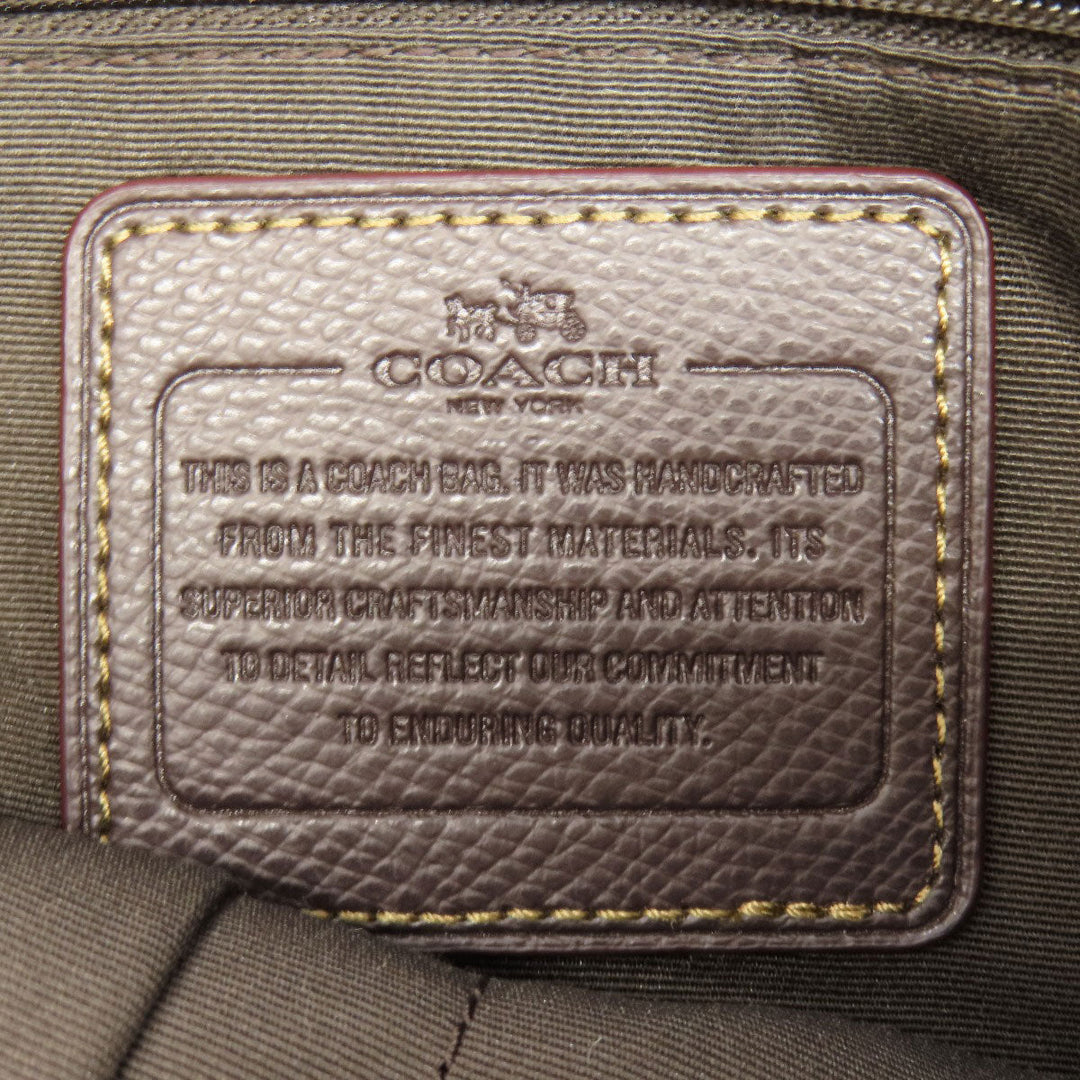 COACH
NEW YORK
THIS IS A COACH BAG. IT WAS HANDCRAFTED
FROM THE FINEST MATERIALS. ITS
SUPERIOR CRAFTSMANSHIP AND ATTENTION
TO DETAIL REFLECT OUR COMMITMENT
TO ENDURING QUALITY.